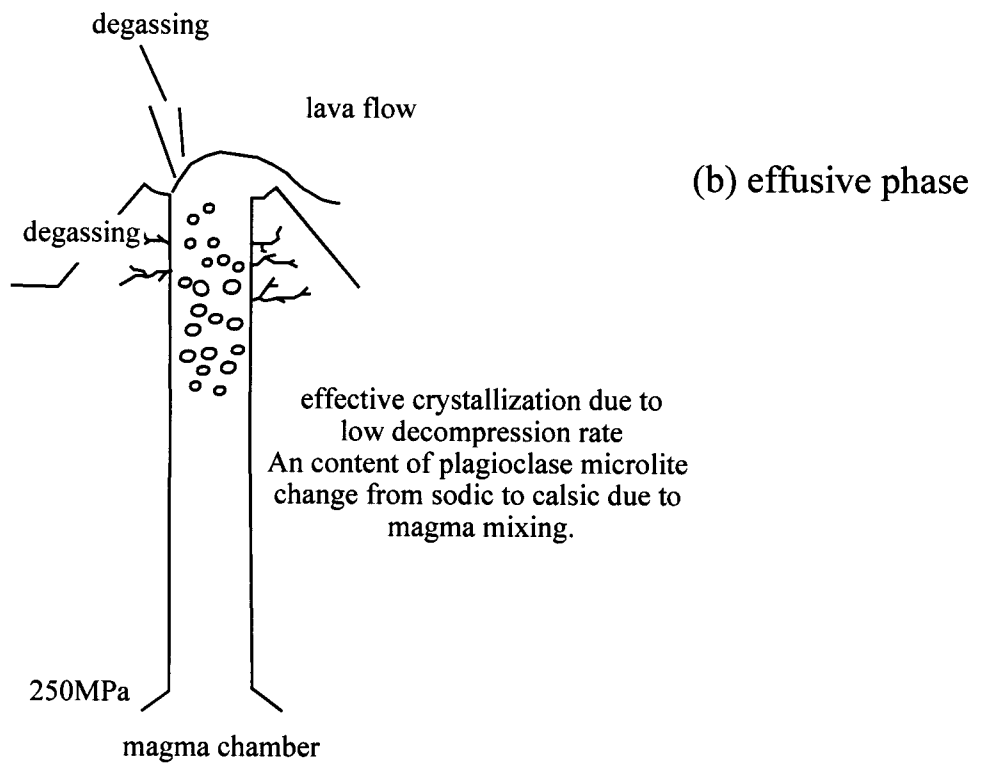 degassing
lava flow
(b) effusive phase
degassing
effective crystallization due to
low decompression rate
An content of plagioclase microlite
change from sodic to calsic due to
magma mixing.
250MPa
magma chamber